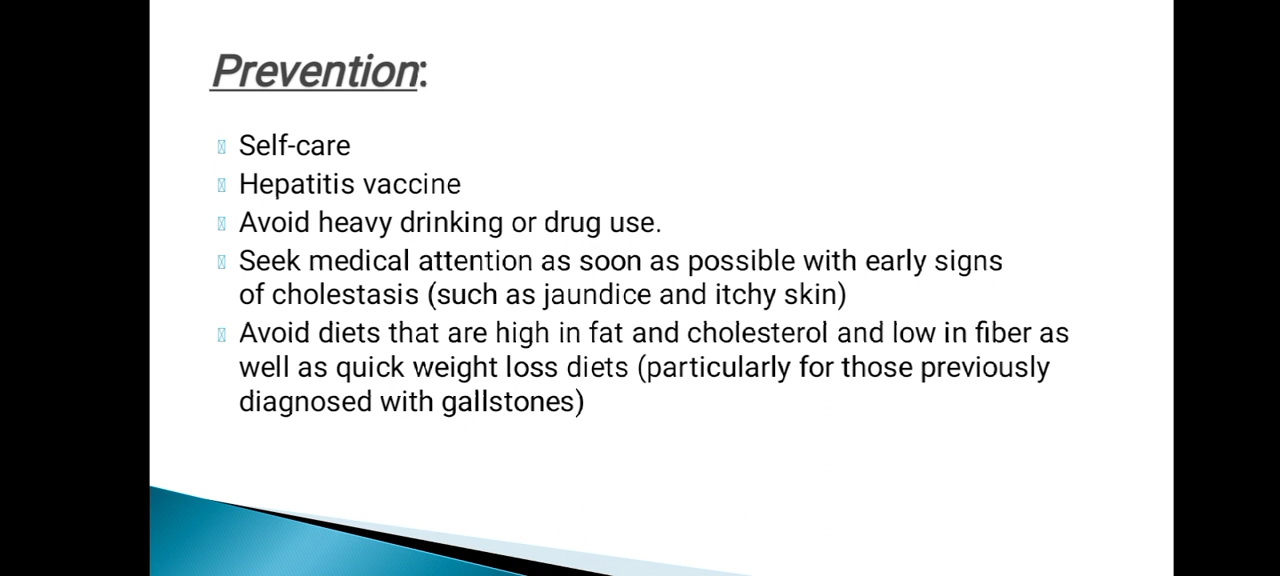 Prevention:
Self-care
Hepatitis vaccine
Avoid heavy drinking or drug use.
Seek medical attention as soon as possible with early signs
of cholestasis (such as jaundice and itchy skin)
Avoid diets that are high in fat and cholesterol and low in fiber as
well as quick weight loss diets (particularly for those previously
diagnosed with gallstones)